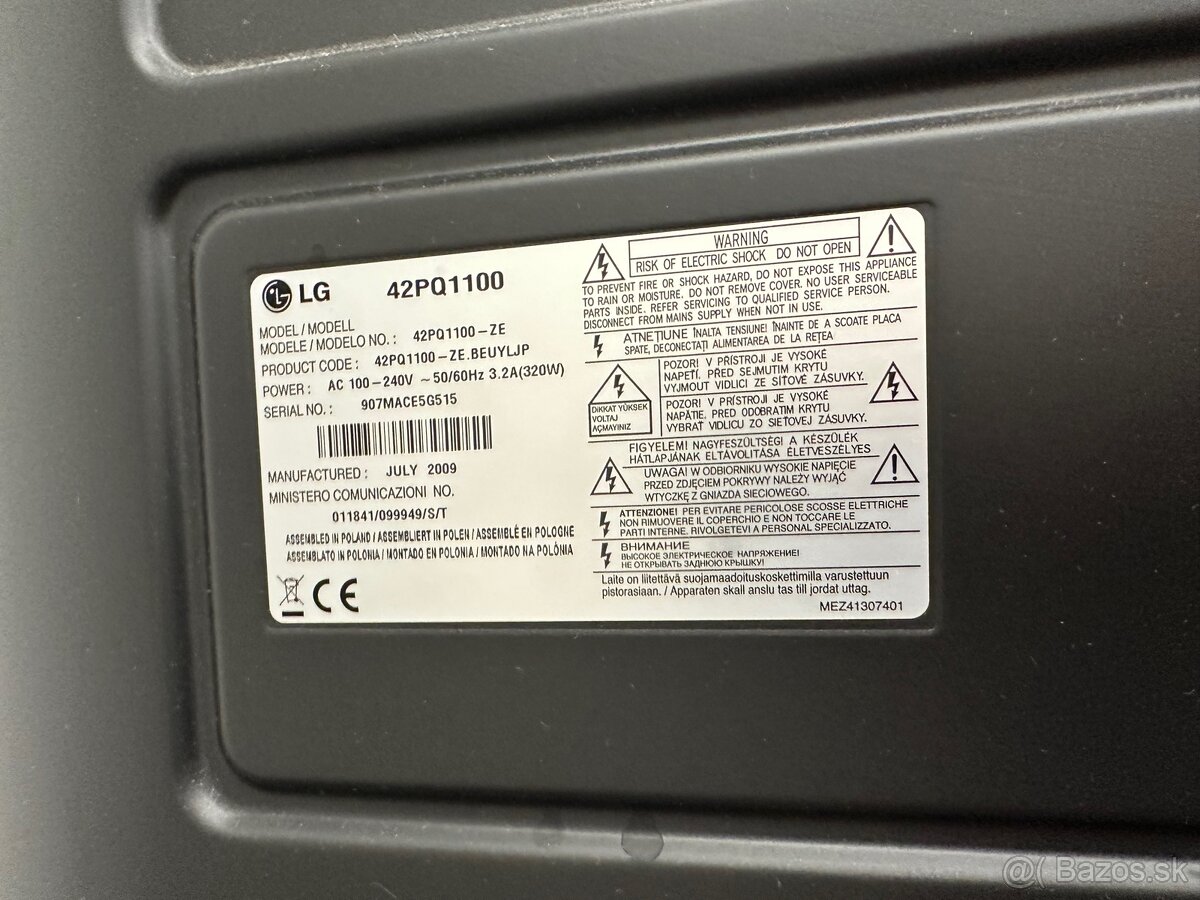 LG 42PQ1100
MODEL / MODELL
MODELE / MODELO NO. : 42PQ1100-ZE
PRODUCT CODE : 42PQ1100-ZE.BEUYLJP
POWER : AC 100-240V ~50/60Hz 3.2A(320W)
SERIAL NO. : 907MACE5G515
MANUFACTURED : JULY 2009
MINISTERO COMUNICAZIONI NO.
011841/099949/S/T
ASSEMBLED IN POLAND / ASSEMBLIERT IN POLEN / ASSEMBLÉ EN POLOGNE
ASSEMBLATO IN POLONIA / MONTADO EN POLONIA / MONTADO NA POLÔNIA
CE
WARNING
RISK OF ELECTRIC SHOCK DO NOT OPEN
TO PREVENT FIRE OR SHOCK HAZARD, DO NOT EXPOSE THIS APPLIANCE
TO RAIN OR MOISTURE. DO NOT REMOVE COVER. NO USER SERVICEABLE
PARTS INSIDE. REFER SERVICING TO QUALIFIED SERVICE PERSON.
DISCONNECT FROM MAINS SUPPLY WHEN NOT IN USE.
ATNEȚIUNE ÎNALTA TENSIUNE! ÎNAINTE DE A SCOATE PLACA
SPATE, DECONECTAȚI ALIMENTAREA DE LA REȚEA
DIKKAT YÜKSEK
VOLTAJ
AÇMAYINIZ
POZOR! V PŘÍSTROJI JE VYSOKÉ
NAPETÍ. PŘED SEJMUTIM KRYTU
VYJMOUT VIDLICI ZE SÍŤOVÉ ZÁSUVKY.
POZOR! V PRÍSTROJI JE VYSOKÉ
NAPÄTIE. PRED ODOBRATIM KRYTU
VYBRAŤ VIDLICU ZO SIEŤOVEJ ZÁSUVKY.
FIGYELEM! NAGYFESZÜLTSÉG! A KÉSZÜLÉK
HÁTLAPJÁNAK ELTÁVOLÍTÁSA ÉLETVESZÉLYES
UWAGA! W ODBIORNIKU WYSOKIE NAPIĘCIE
PRZED ZDJĘCIEM POKRYWY NALEŻY WYJĄĆ
WTYCZKĘ Z GNIAZDA SIECIOWEGO.
ATTENZIONE! PER EVITARE PERICOLOSE SCOSSE ELETTRICHE
NON RIMUOVERE IL COPERCHIO E NON TOCCARE LE
PARTI INTERNE. RIVOLGETEVI A PERSONAL SPECIALIZZATO.
ВНИМАНИЕ
ВЫСОКОЕ ЭЛЕКТРИЧЕСКОЕ НАПРЯЖЕНИЕ!
НЕ ОТКРЫВАТЬ ЗАДНЮЮ КРЫШКУ!
Laite on liitettävä suojamaadoituskoskettimilla varustettuun
pistorasiaan. / Apparaten skall anslu tas till jordat uttag.
MEZ41307401
@( Bazos.sk